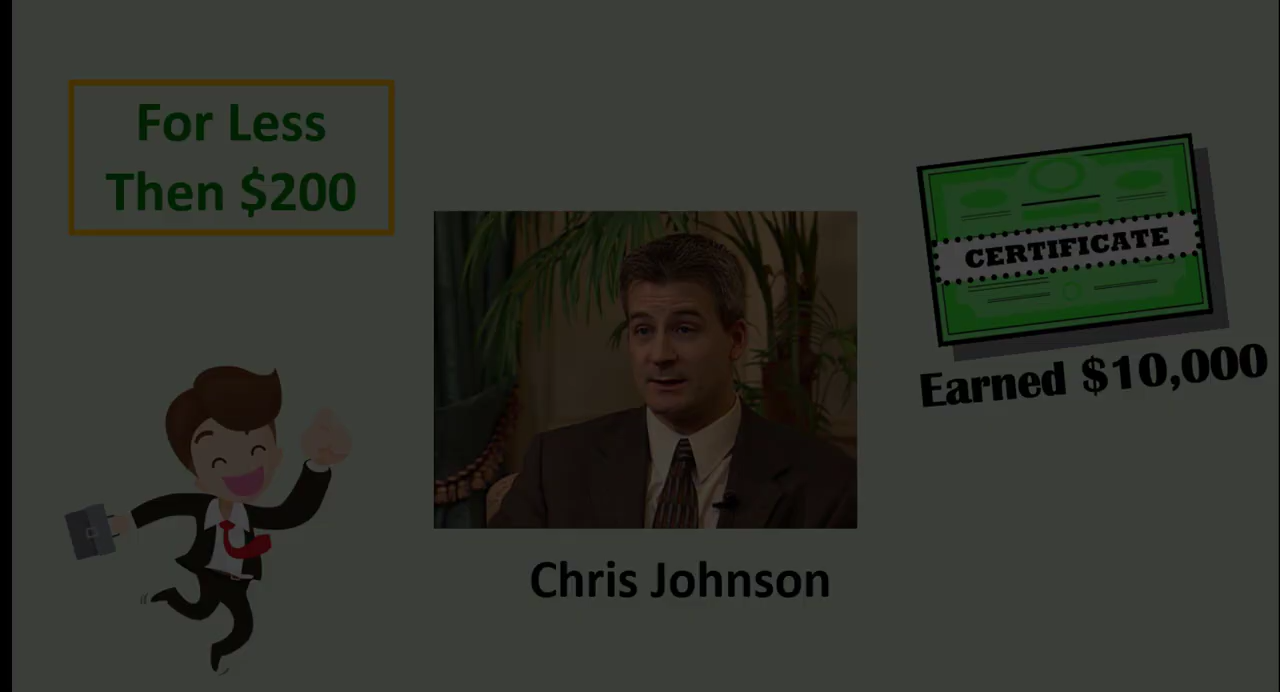 For Less
Then $200
CERTIFICATE
Earned $10,000
Chris Johnson